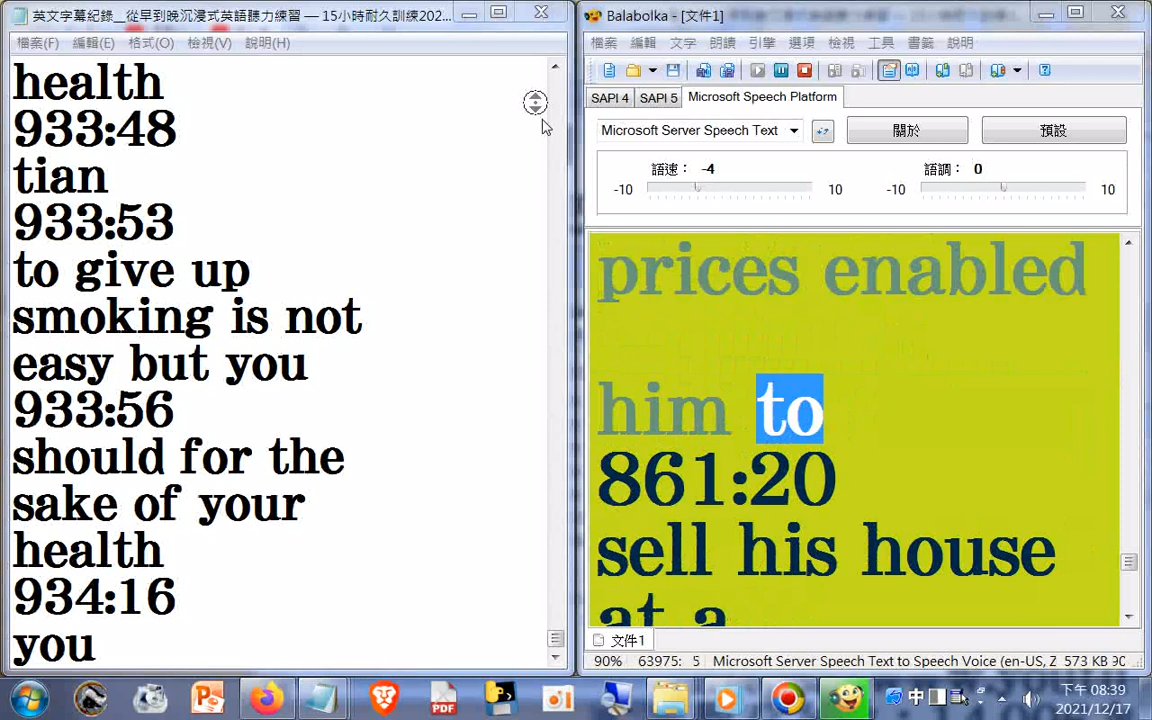 英文字幕紀錄__從早到晚沉浸式英語聽力練習 — 15小時耐久訓練202...
檔案(F) 編輯(E) 格式(O) 檢視(V) 說明(H)
health
933:48
tian
933:53
to give up
smoking is not
easy but you
933:56
should for the
sake of your
health
934:16
you
Balabolka - [文件1]
檔案 編輯 文字 朗讀 引擎 選項 檢視 工具 書籤 說明
SAPI 4 SAPI 5 Microsoft Speech Platform
Microsoft Server Speech Text 關於 預設
語速： -4 語調： 0
-10 10 -10 10
prices enabled
him to
861:20
sell his house
at a
文件1
90% 63975: 5 Microsoft Server Speech Text to Speech Voice (en-US, Z 573 KB
中 下午 08:39
2021/12/17